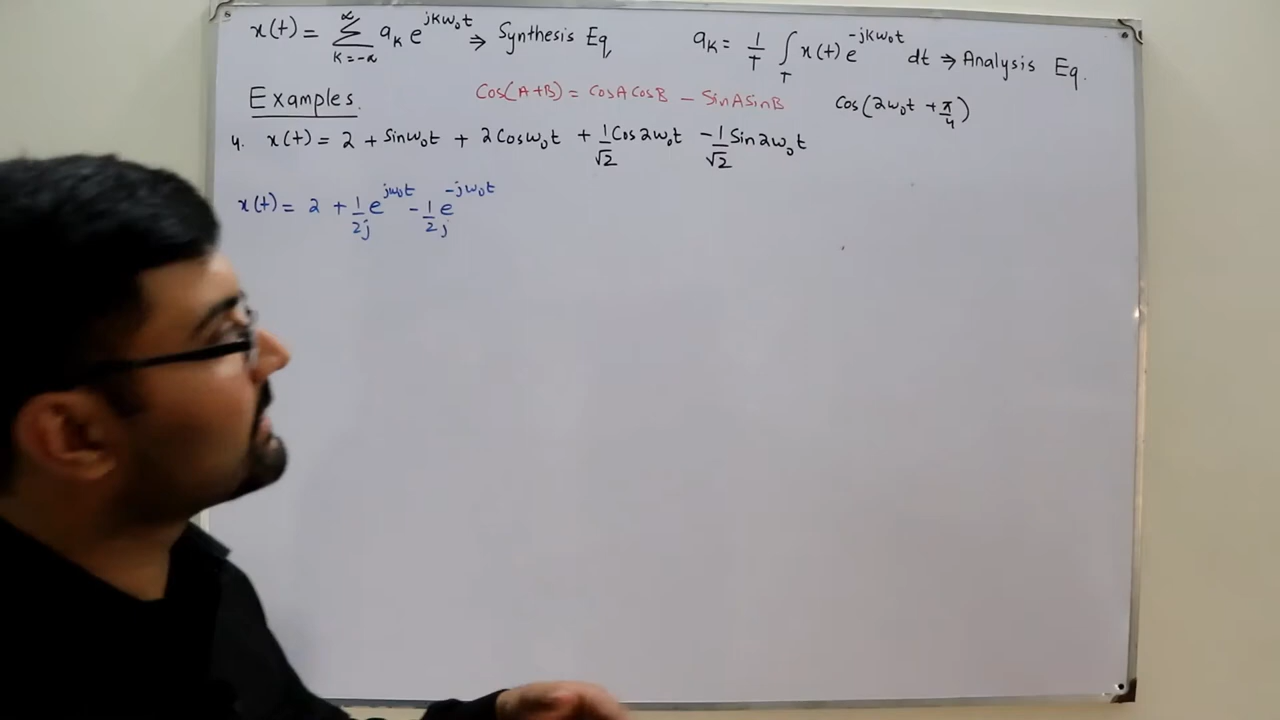 x(t) = ∑_{K=-∞}^{∞} a_K e^{jKω₀t} ⇒ Synthesis Eq    a_K = 1/T ∫_T x(t) e^{-jKω₀t} dt ⇒ Analysis Eq.
Examples.    Cos(A+B) = CosA CosB - SinA SinB    Cos(2ω₀t + π/4)
4. x(t) = 2 + Sinω₀t + 2Cosω₀t + 1/√2 Cos2ω₀t - 1/√2 Sin2ω₀t
x(t) = 2 + 1/2j e^{jω₀t} - 1/2j e^{-jω₀t}